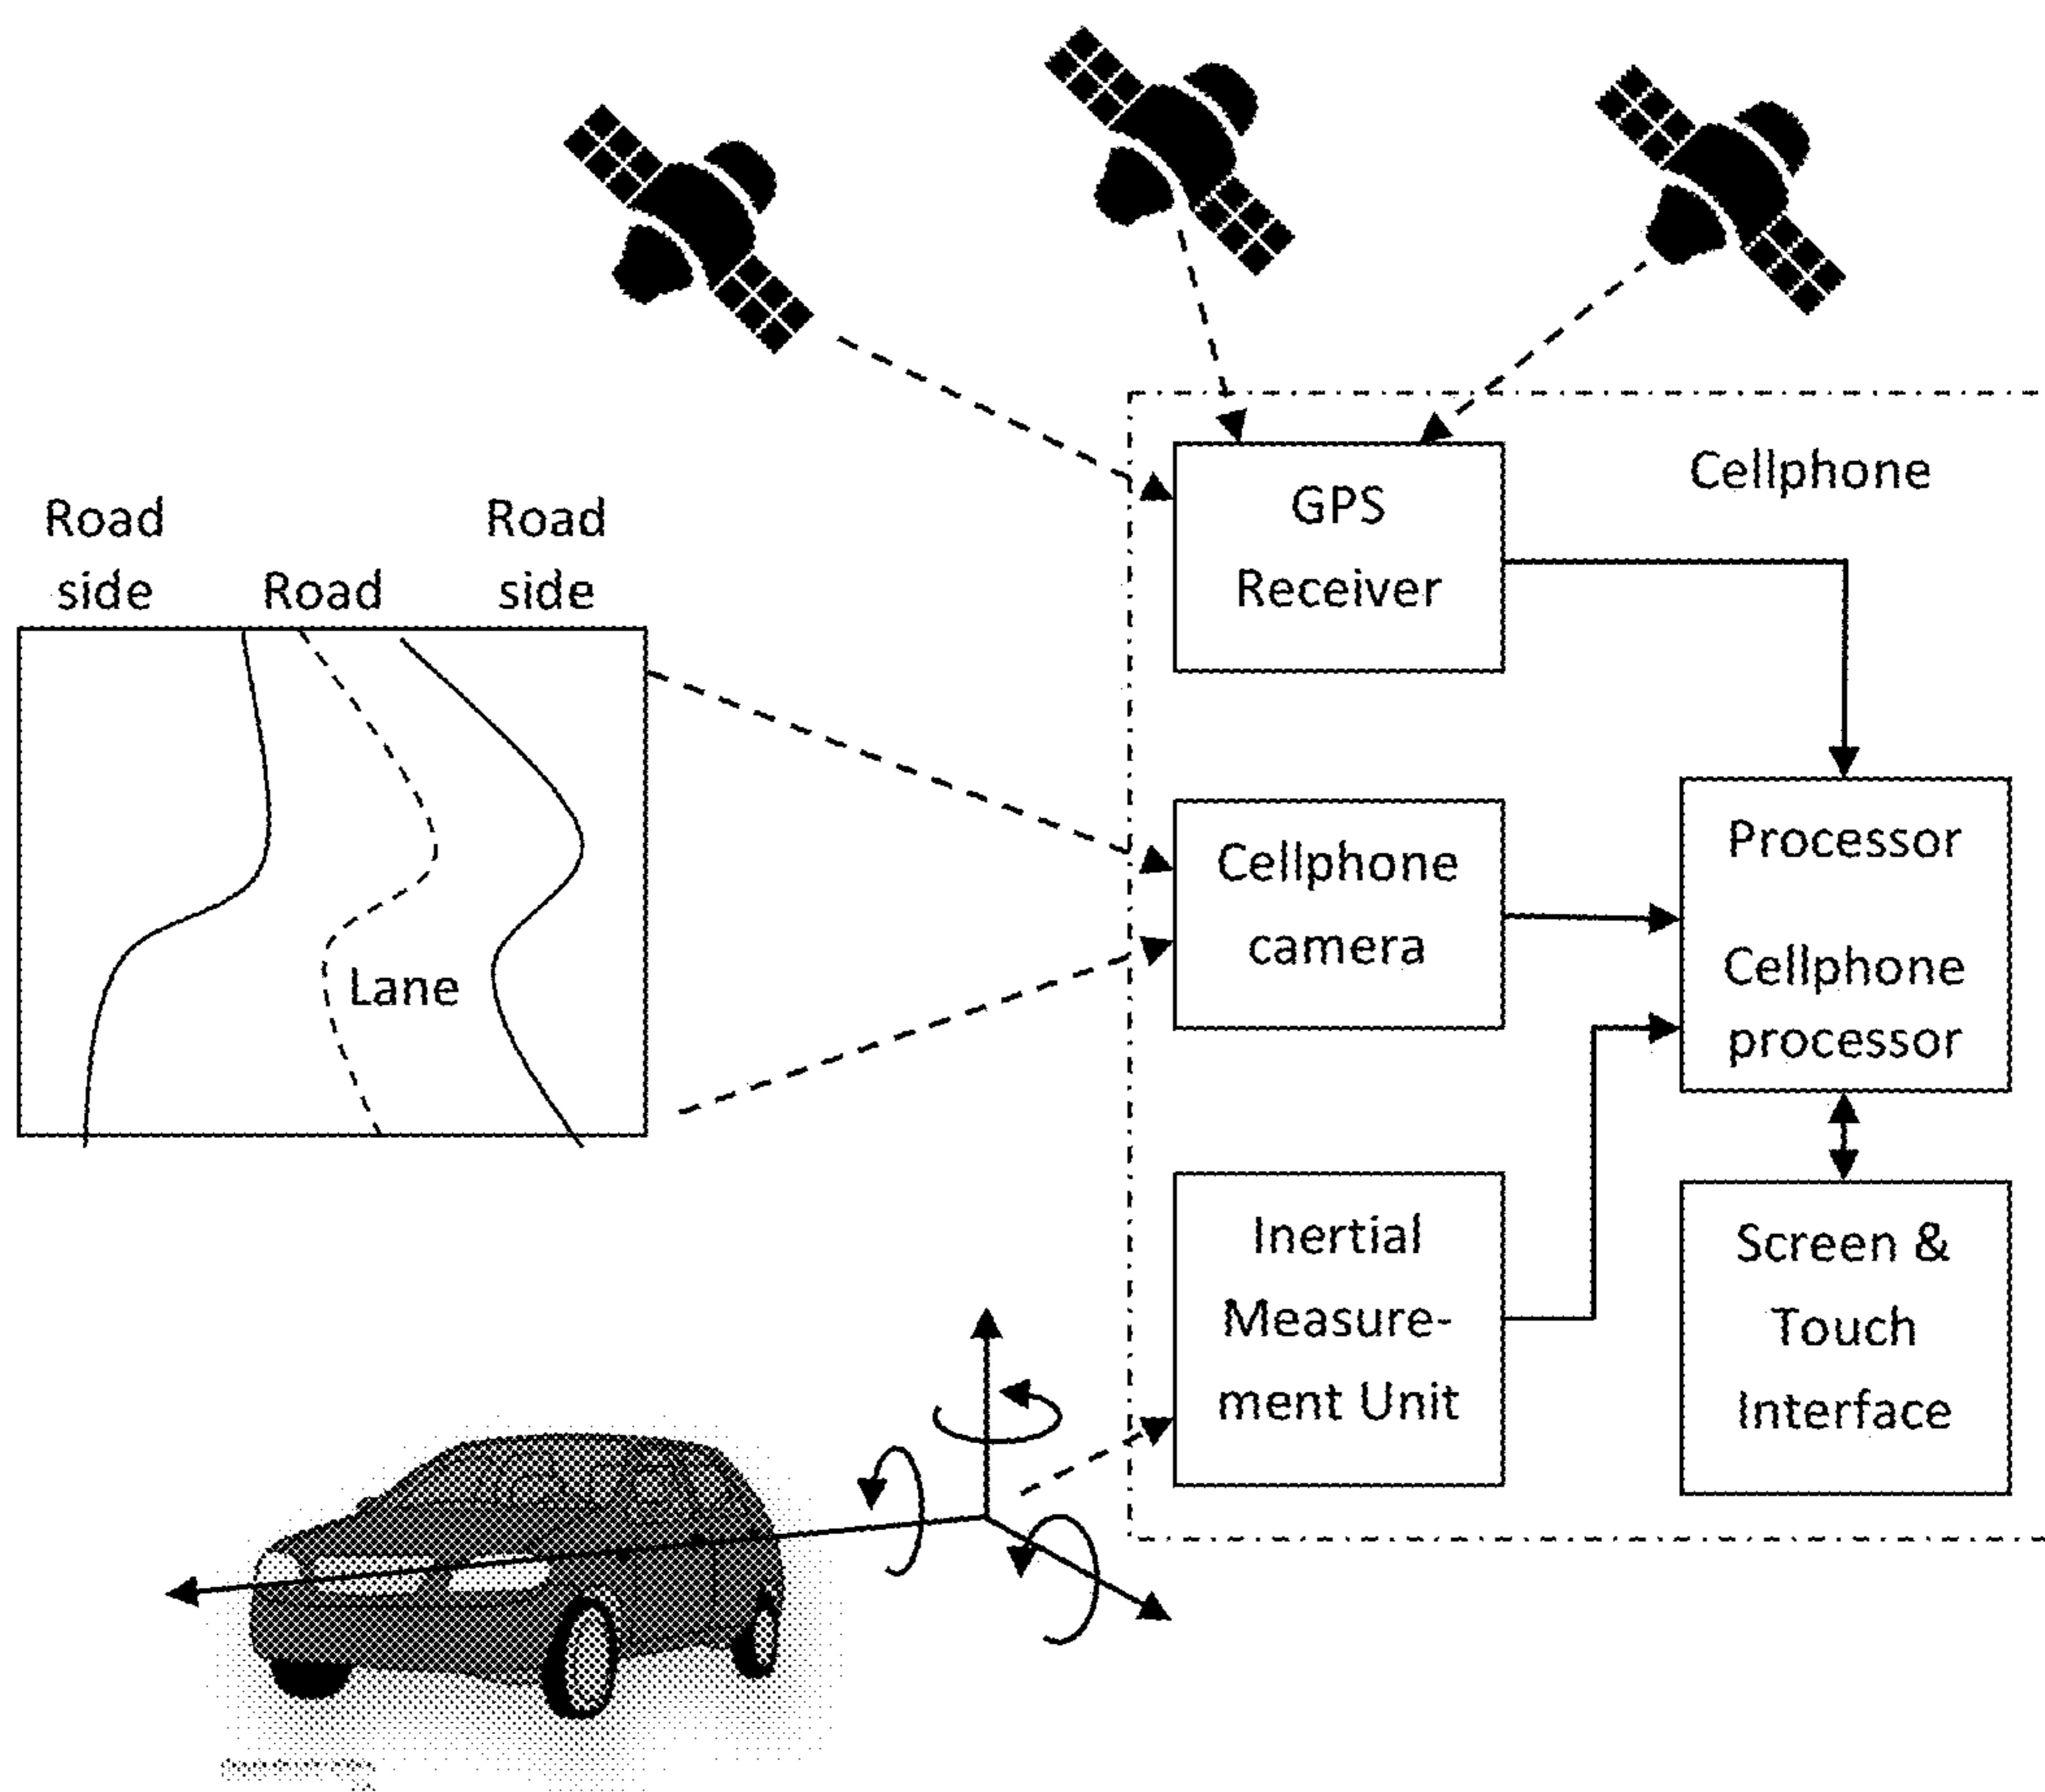 Cellphone
GPS
Receiver
Road
side
Road
Road
side
Lane
Cellphone
camera
Processor
Cellphone
processor
Inertial
Measure-
ment Unit
Screen &
Touch
Interface